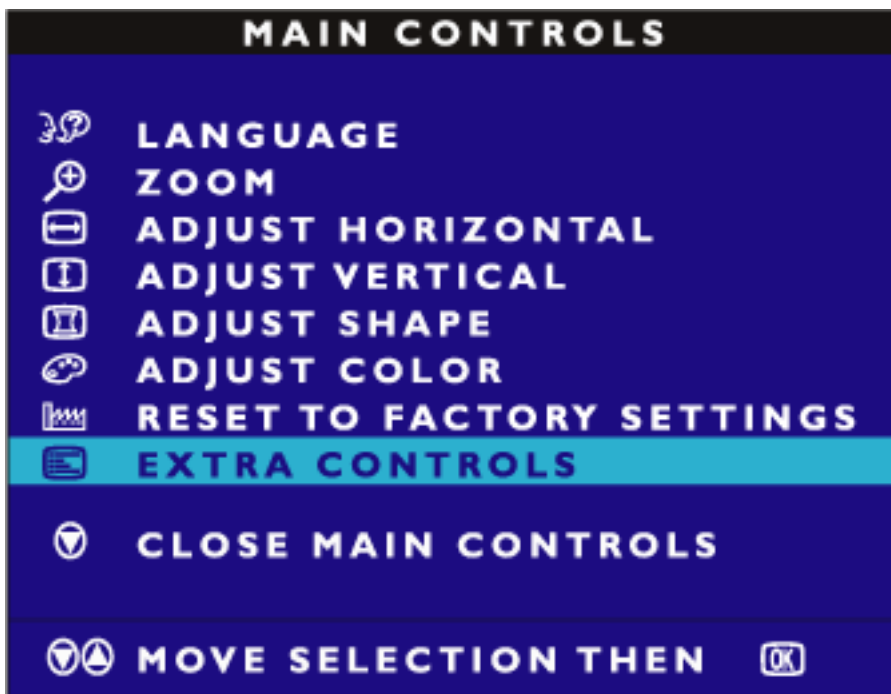 MAIN CONTROLS
LANGUAGE
ZOOM
ADJUST HORIZONTAL
ADJUST VERTICAL
ADJUST SHAPE
ADJUST COLOR
RESET TO FACTORY SETTINGS
EXTRA CONTROLS
CLOSE MAIN CONTROLS
MOVE SELECTION THEN OK